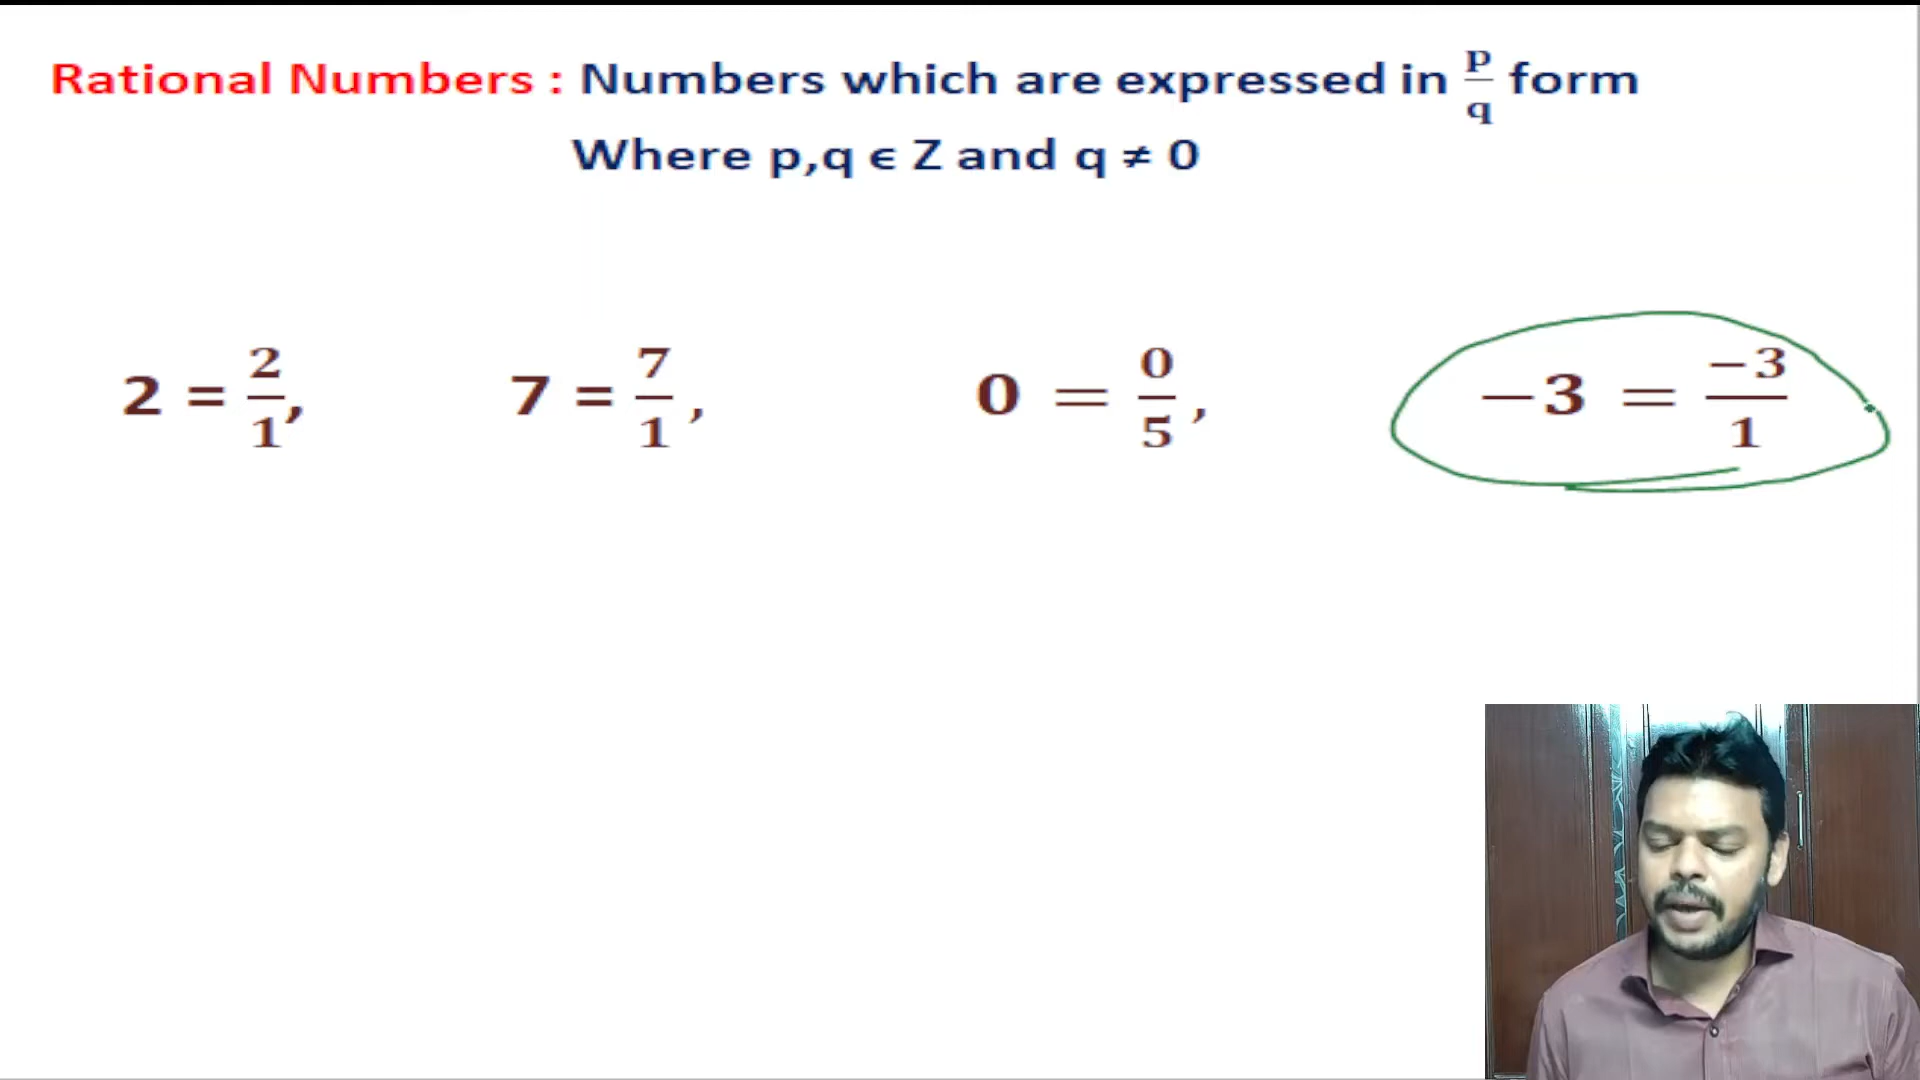 Rational Numbers : Numbers which are expressed in p/q form
Where p,q ϵ Z and q ≠ 0
2 = 2/1, 7 = 7/1 , 0 = 0/5 , −3 = −3/1